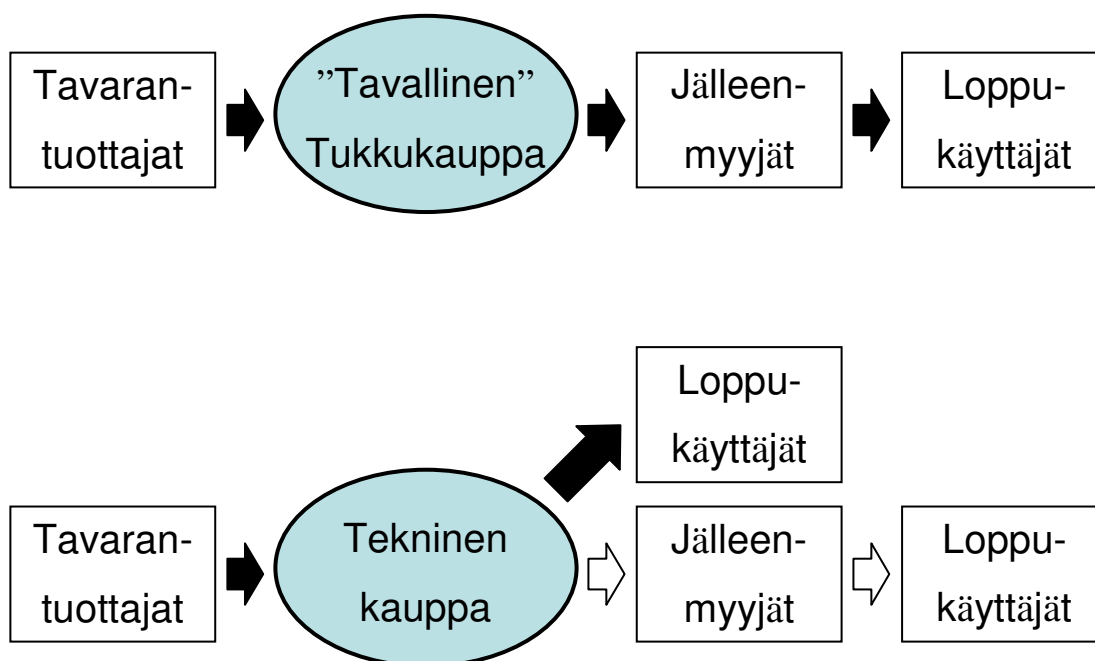 Tavaran-
tuottajat
”Tavallinen”
Tukkukauppa
Jälleen-
myyjät
Loppu-
käyttäjät
Loppu-
käyttäjät
Tavaran-
tuottajat
Tekninen
kauppa
Jälleen-
myyjät
Loppu-
käyttäjät